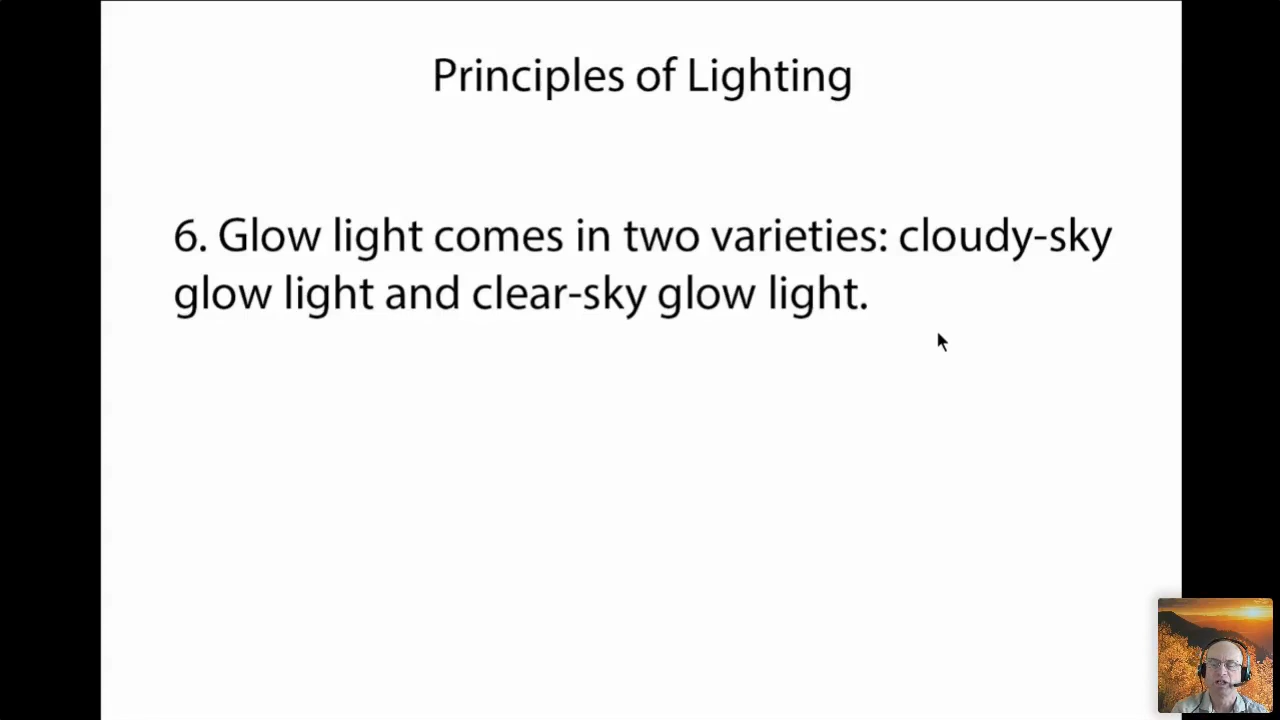 Principles of Lighting
6. Glow light comes in two varieties: cloudy-sky
glow light and clear-sky glow light.